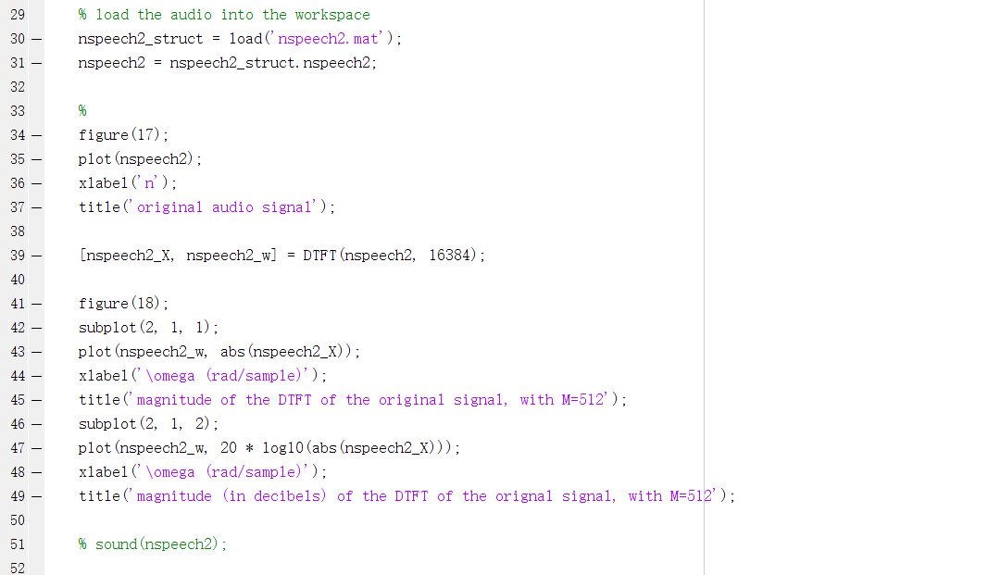 29 % load the audio into the workspace
30 — nspeech2_struct = load('nspeech2.mat');
31 — nspeech2 = nspeech2_struct.nspeech2;
32
33 %
34 — figure(17);
35 — plot(nspeech2);
36 — xlabel('n');
37 — title('original audio signal');
38
39 — [nspeech2_X, nspeech2_w] = DTFT(nspeech2, 16384);
40
41 — figure(18);
42 — subplot(2, 1, 1);
43 — plot(nspeech2_w, abs(nspeech2_X));
44 — xlabel('\omega (rad/sample)');
45 — title('magnitude of the DTFT of the original signal, with M=512');
46 — subplot(2, 1, 2);
47 — plot(nspeech2_w, 20 * log10(abs(nspeech2_X)));
48 — xlabel('\omega (rad/sample)');
49 — title('magnitude (in decibels) of the DTFT of the orignal signal, with M=512');
50
51 % sound(nspeech2);
52